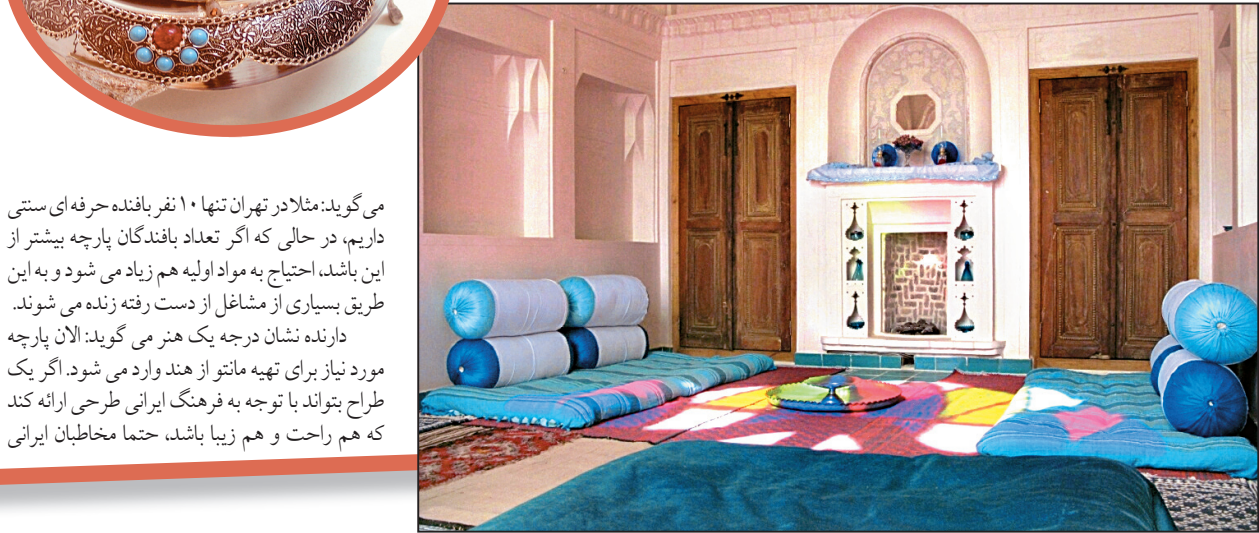 می‌گوید: مثلا در تهران تنها ۱۰ نفر بافنده حرفه ای سنتی
داریم، در حالی که اگر تعداد بافندگان پارچه بیشتر از
این باشد، احتیاج به مواد اولیه هم زیاد می شود و به این
طریق بسیاری از مشاغل از دست رفته زنده می شوند.
دارنده نشان درجه یک هنر می گوید: الان پارچه
مورد نیاز برای تهیه مانتو از هند وارد می شود. اگر یک
طراح بتواند با توجه به فرهنگ ایرانی طرحی ارائه کند
که هم راحت و هم زیبا باشد، حتما مخاطبان ایرانی